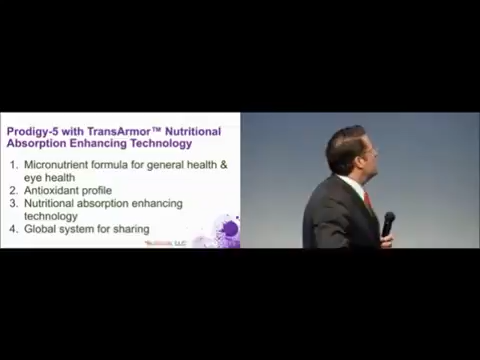 Prodigy-5 with TransArmor™ Nutritional
Absorption Enhancing Technology
1. Micronutrient formula for general health &
eye health
2. Antioxidant profile
3. Nutritional absorption enhancing
technology
4. Global system for sharing
LLC